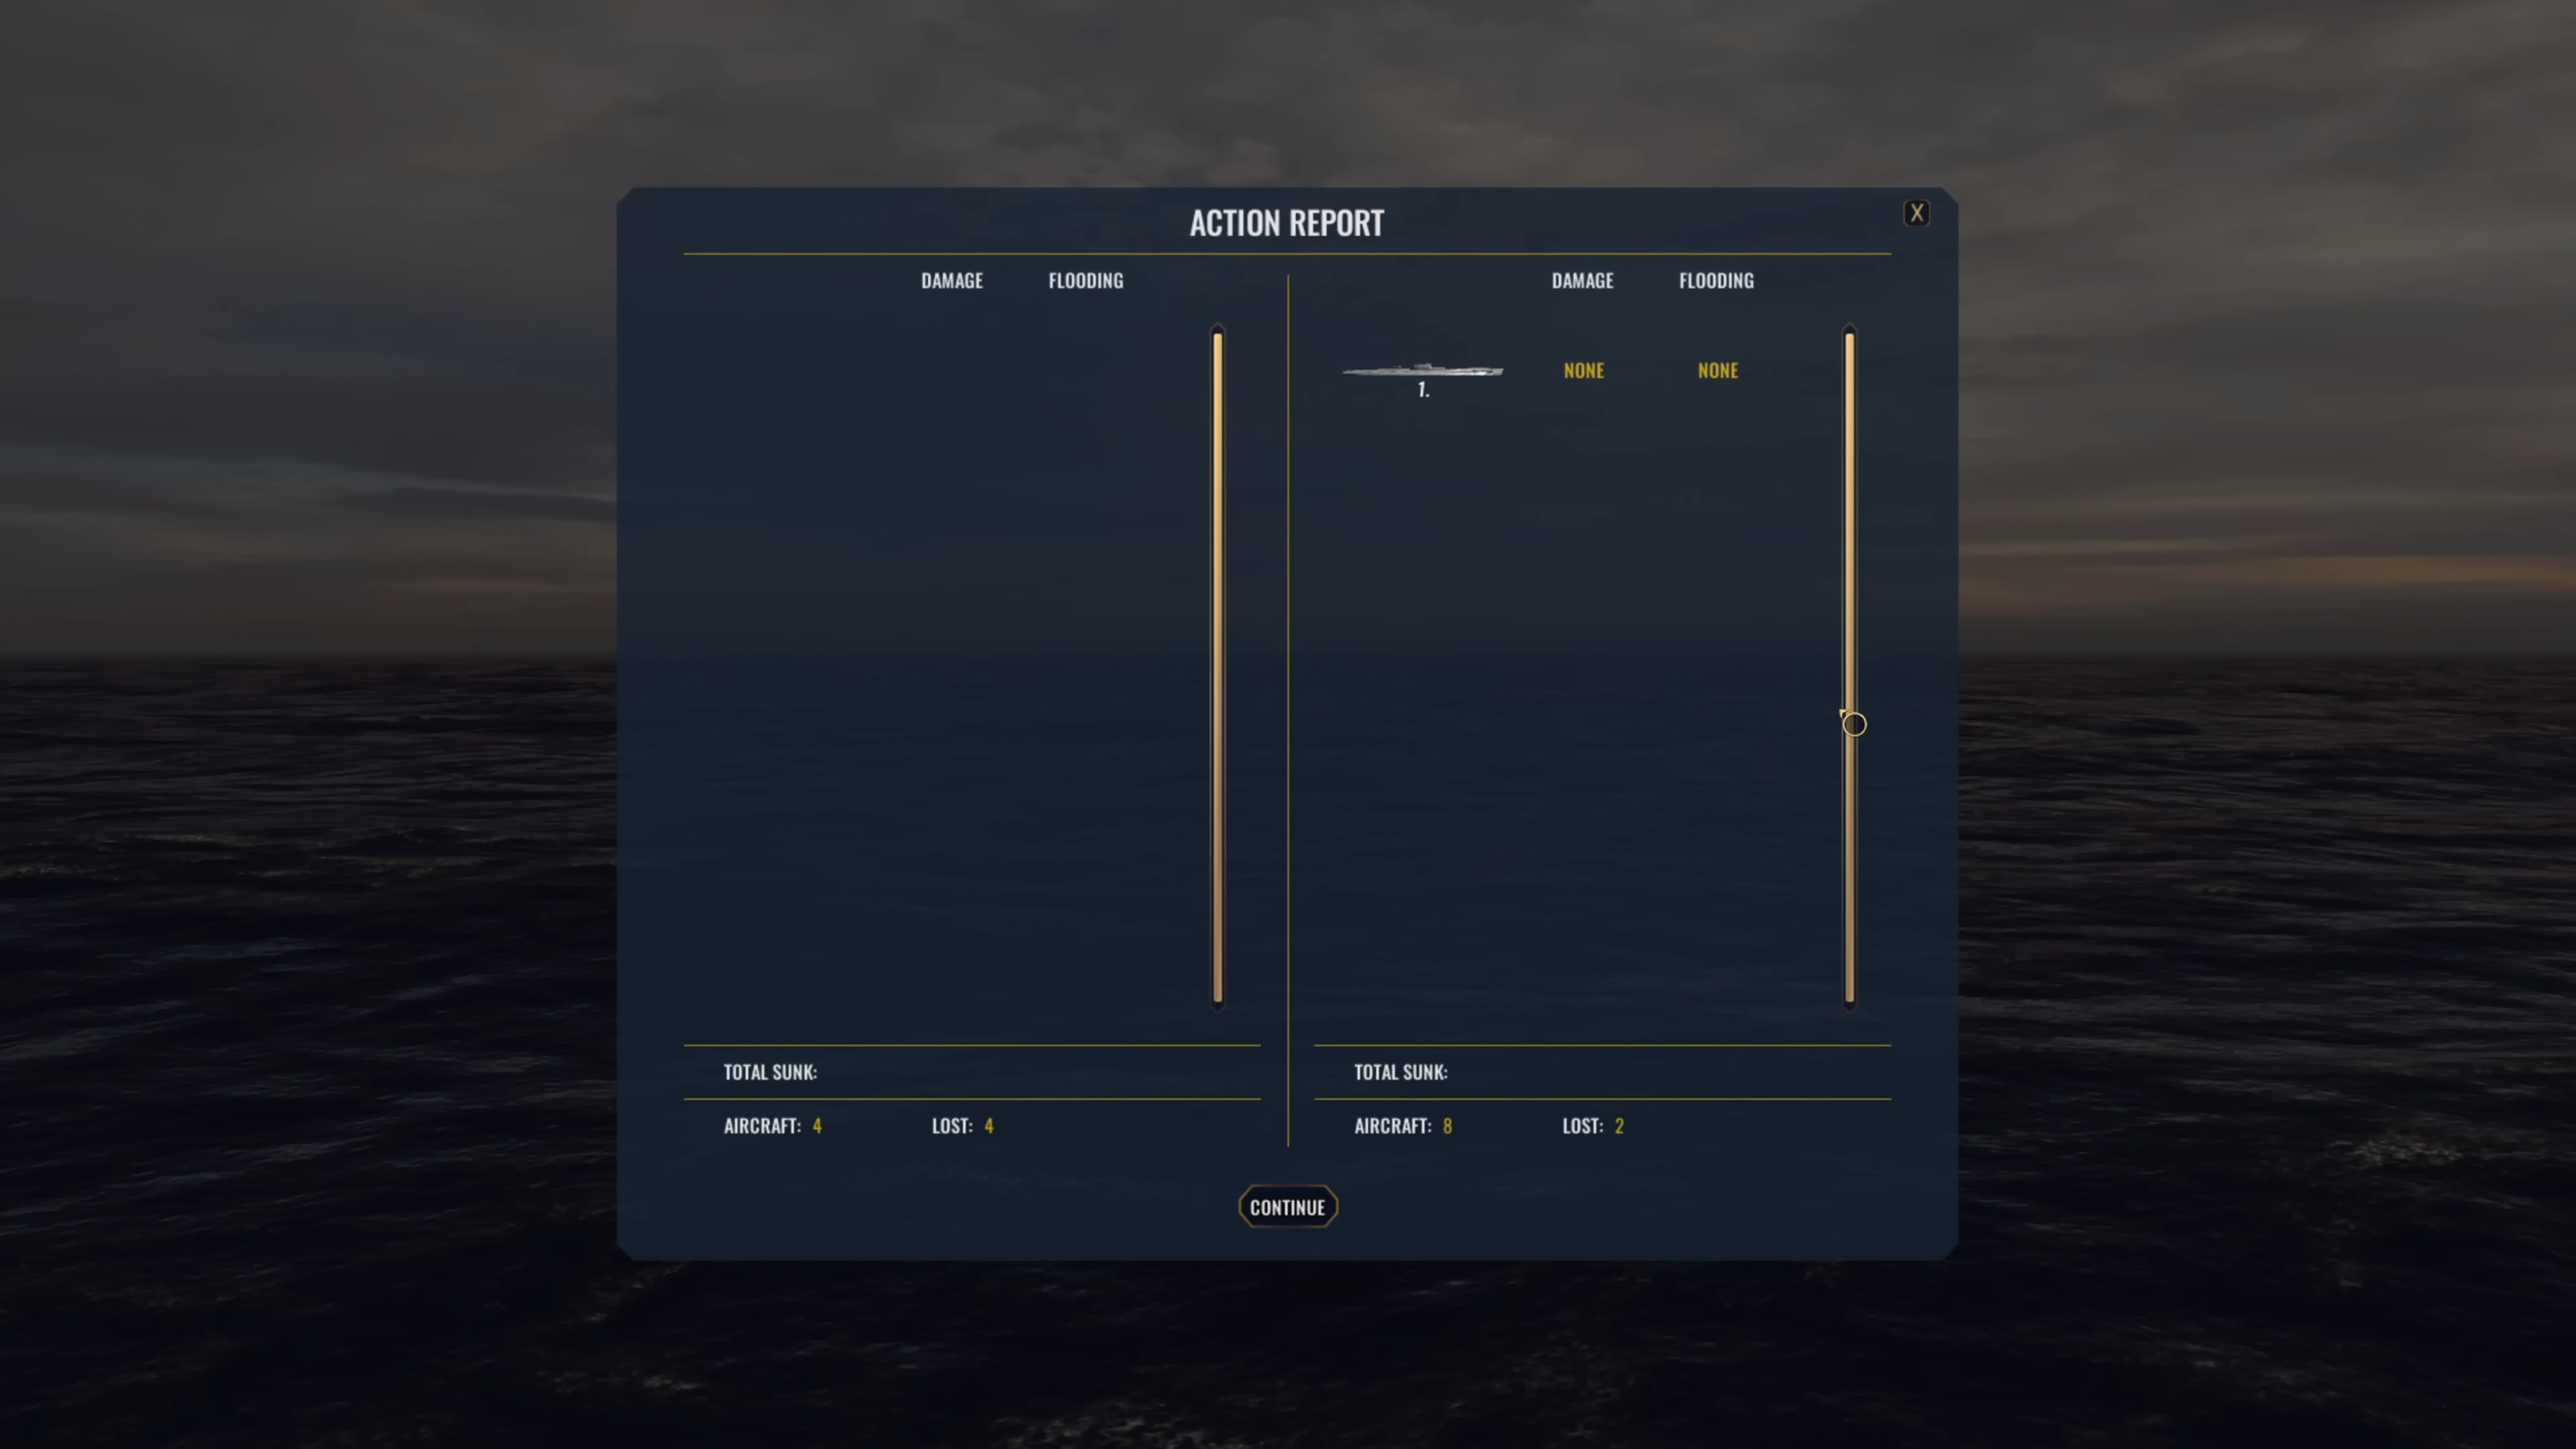 ACTION REPORT
X
DAMAGE FLOODING
DAMAGE FLOODING
NONE NONE
1.
TOTAL SUNK:
TOTAL SUNK:
AIRCRAFT: 4 LOST: 4
AIRCRAFT: 8 LOST: 2
CONTINUE